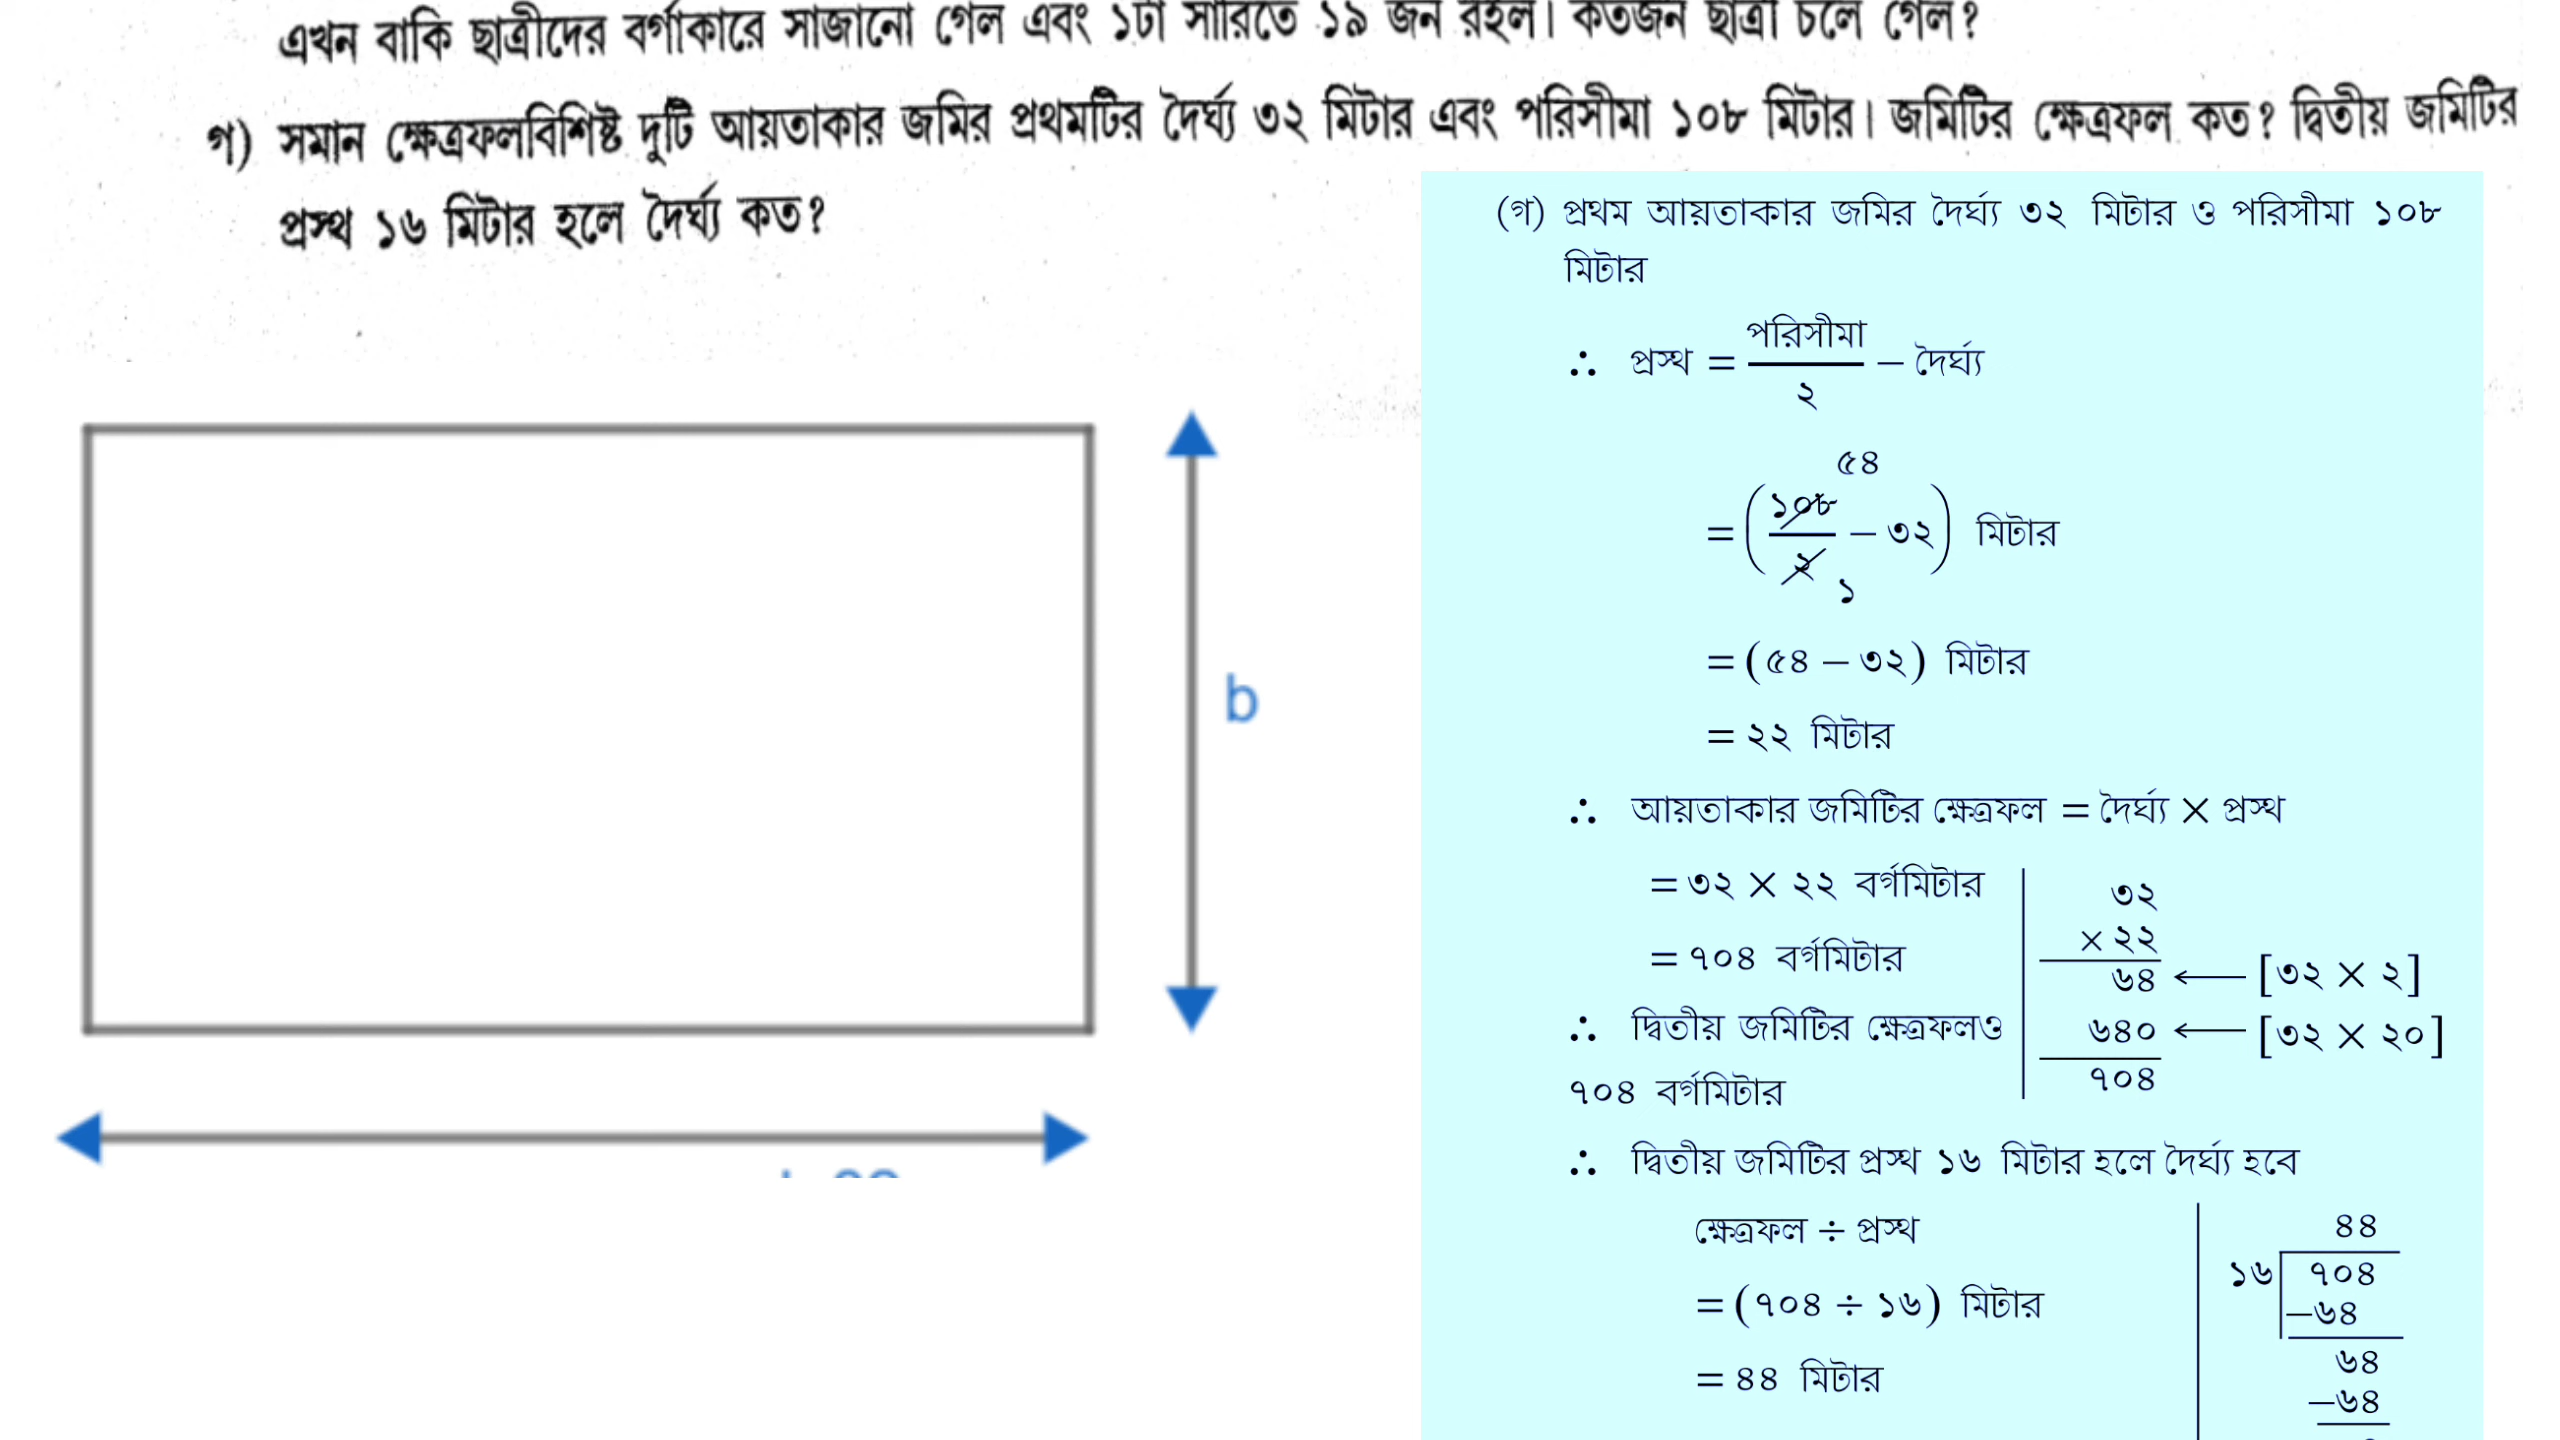 এখন বাকি ছাত্রীদের বর্গাকারে সাজানো গেল এবং ১টা সারিতে ১৯ জন রইল। কতজন ছাত্রী চলে গেল?
গ) সমান ক্ষেত্রফলবিশিষ্ট দুটি আয়তাকার জমির প্রথমটির দৈর্ঘ্য ৩২ মিটার এবং পরিসীমা ১০৮ মিটার। জমিটির ক্ষেত্রফল কত? দ্বিতীয় জমিটির
প্রস্থ ১৬ মিটার হলে দৈর্ঘ্য কত?
b
(গ) প্রথম আয়তাকার জমির দৈর্ঘ্য ৩২ মিটার ও পরিসীমা ১০৮
মিটার
∴ প্রস্থ = পরিসীমা/২ – দৈর্ঘ্য
৫৪
= (১০৮/২ – ৩২) মিটার
১
= (৫৪ – ৩২) মিটার
= ২২ মিটার
∴ আয়তাকার জমিটির ক্ষেত্রফল = দৈর্ঘ্য × প্রস্থ
= ৩২ × ২২ বর্গমিটার
= ৭০৪ বর্গমিটার
৩২
× ২২
৬৪ ← [৩২ × ২]
৬৪০ ← [৩২ × ২০]
৭০৪
∴ দ্বিতীয় জমিটির ক্ষেত্রফলও
৭০৪ বর্গমিটার
∴ দ্বিতীয় জমিটির প্রস্থ ১৬ মিটার হলে দৈর্ঘ্য হবে
ক্ষেত্রফল ÷ প্রস্থ
= (৭০৪ ÷ ১৬) মিটার
= ৪৪ মিটার
৪৪
১৬ ৭০৪
–৬৪
৬৪
–৬৪